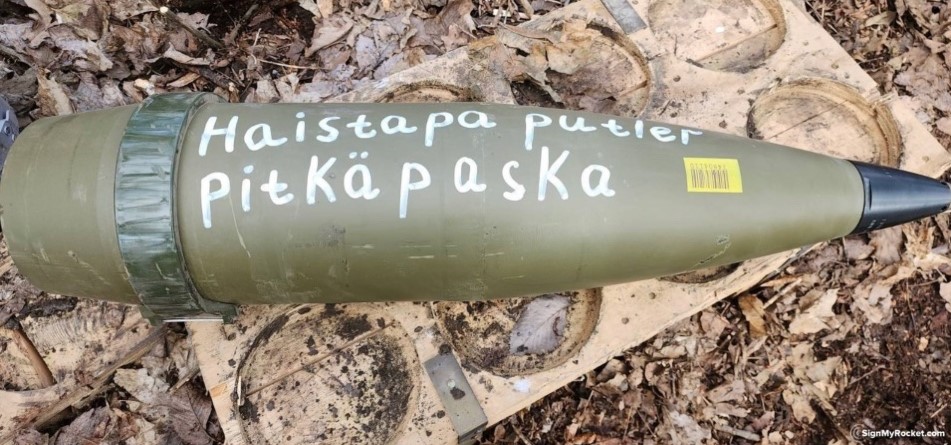 Haistapa putler
pitkäpaska
SignMyRocket.com